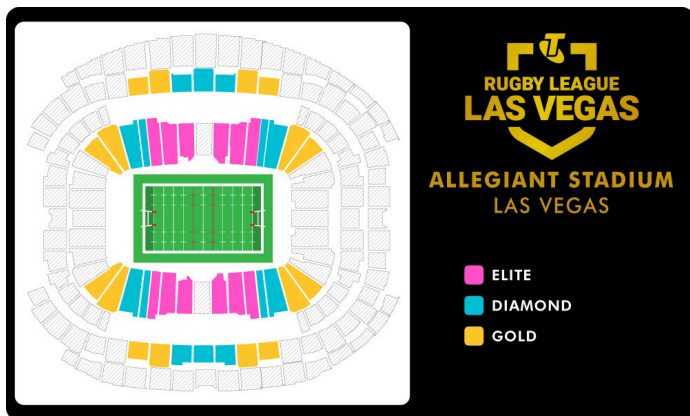 RUGBY LEAGUE
LAS VEGAS
ALLEGIANT STADIUM
LAS VEGAS
ELITE
DIAMOND
GOLD